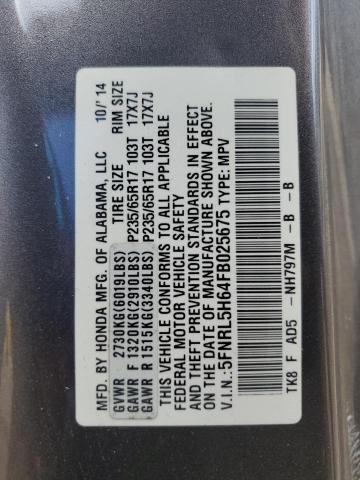 MFD. BY HONDA MFG. OF ALABAMA, LLC 10/'14
GVWR 2730KG(6019LBS) TIRE SIZE RIM SIZE
GAWR F 1320KG(2910LBS) P235/65R17 103T 17X7J
GAWR R 1515KG(3340LBS) P235/65R17 103T 17X7J
THIS VEHICLE CONFORMS TO ALL APPLICABLE
FEDERAL MOTOR VEHICLE SAFETY
AND THEFT PREVENTION STANDARDS IN EFFECT
ON THE DATE OF MANUFACTURE SHOWN ABOVE.
V.I.N.: 5FNRL5H64FB025675 TYPE: MPV
TK8 F AD5 -NH797M - B - B